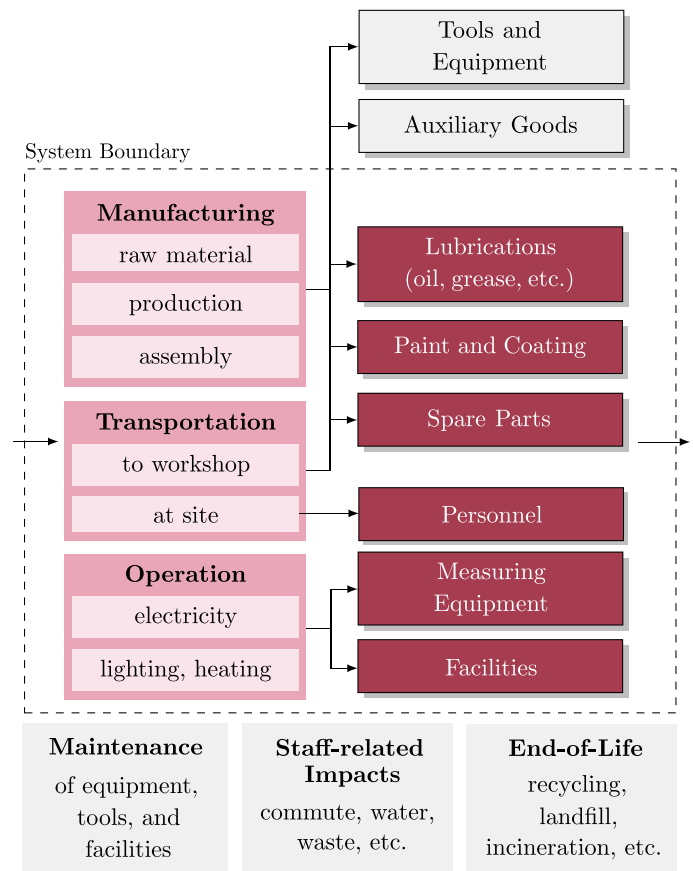 Tools and
Equipment
Auxiliary Goods
System Boundary
Manufacturing
raw material
production
assembly
Lubrications
(oil, grease, etc.)
Paint and Coating
Spare Parts
Transportation
to workshop
at site
Personnel
Operation
electricity
lighting, heating
Measuring
Equipment
Facilities
Maintenance
of equipment,
tools, and
facilities
Staff-related
Impacts
commute, water,
waste, etc.
End-of-Life
recycling,
landfill,
incineration, etc.